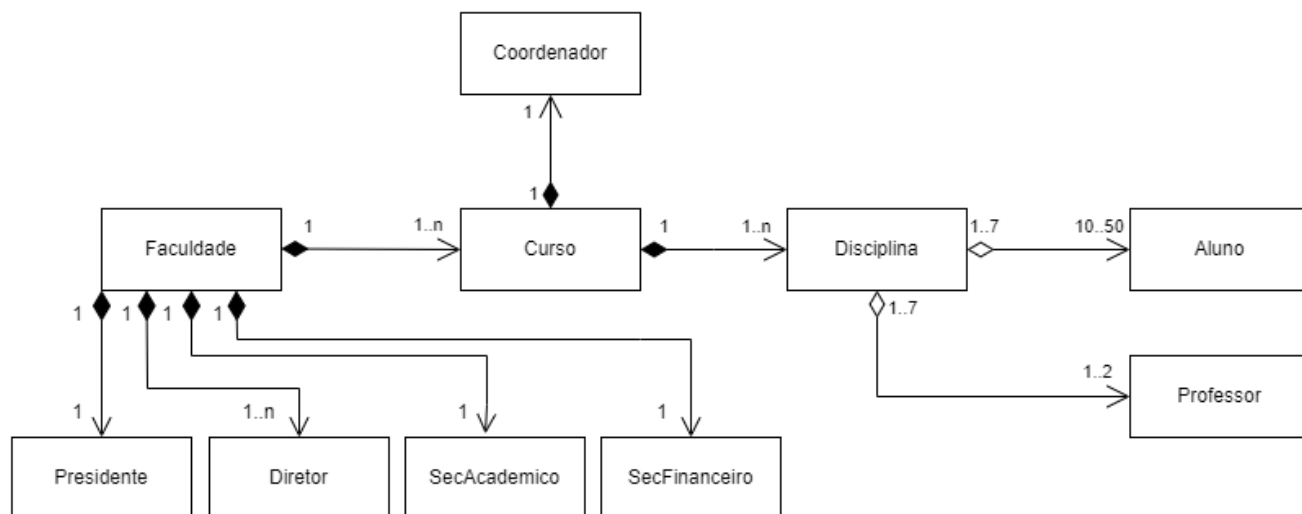 Coordenador
1
1
Faculdade
1
1..n
Curso
1
1..n
Disciplina
1..7
10..50
Aluno
1
1
1
1
1..7
1
1..n
1
1
1..2
Professor
Presidente
Diretor
SecAcademico
SecFinanceiro